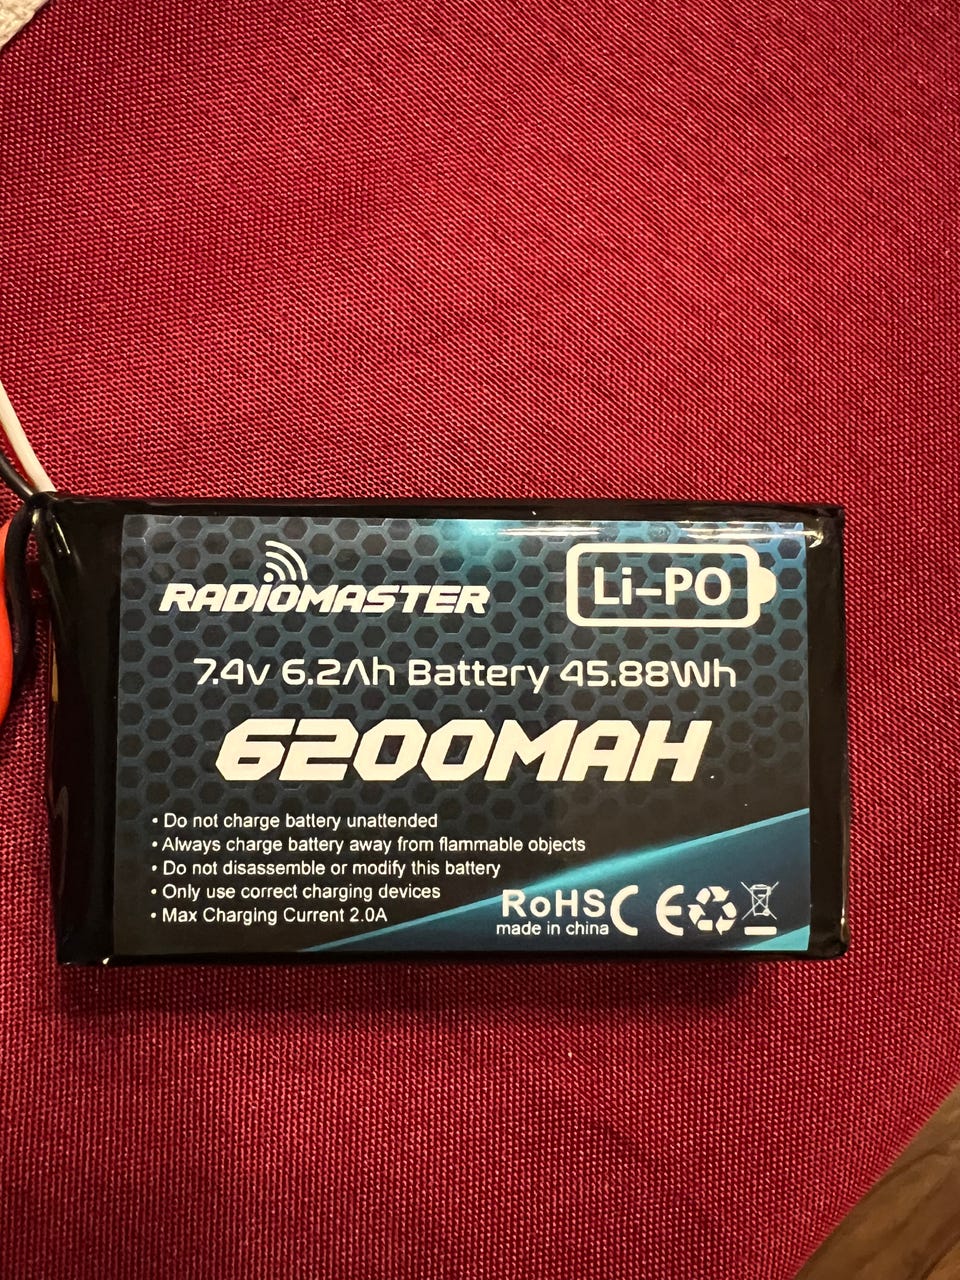 RADIOMASTER
Li-PO
7.4v 6.2Ah Battery 45.88Wh
6200MAH
• Do not charge battery unattended
• Always charge battery away from flammable objects
• Do not disassemble or modify this battery
• Only use correct charging devices
• Max Charging Current 2.0A
RoHS CE
made in china